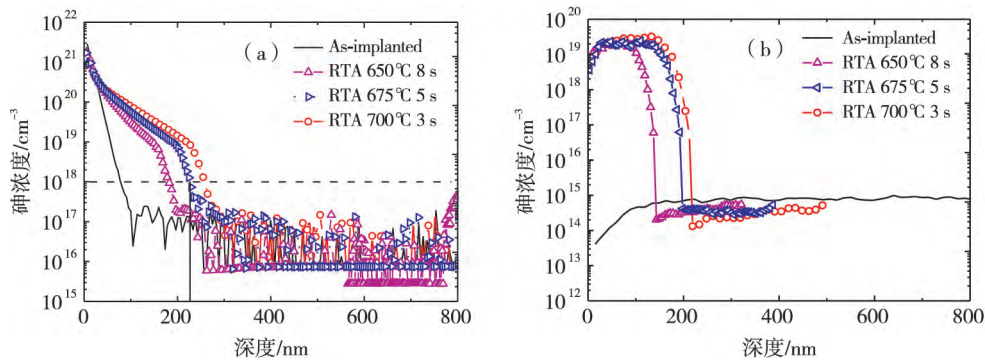 (a)
As-implanted
RTA 650℃ 8 s
RTA 675℃ 5 s
RTA 700℃ 3 s
砷浓度/cm⁻³
10²²
10²¹
10²⁰
10¹⁹
10¹⁸
10¹⁷
10¹⁶
10¹⁵
0
200
400
600
800
深度/nm
(b)
As-implanted
RTA 650℃ 8 s
RTA 675℃ 5 s
RTA 700℃ 3 s
砷浓度/cm⁻³
10²⁰
10¹⁹
10¹⁸
10¹⁷
10¹⁶
10¹⁵
10¹⁴
10¹³
10¹²
0
200
400
600
800
深度/nm